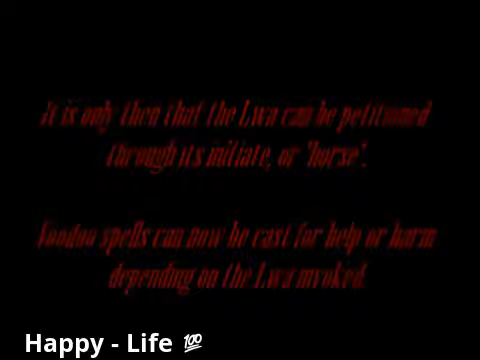 It is only then that the Lwa can be petitioned
through its initiate, or "horse".
Voodoo spells can now be cast for help or harm
depending on the Lwa invoked.
Happy - Life 💯